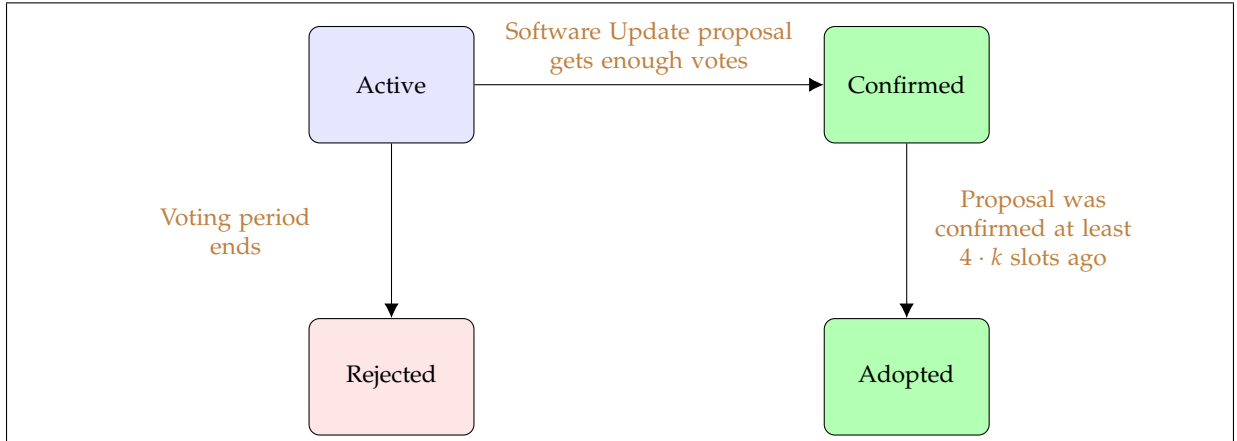 Software Update proposal
gets enough votes
Active
Confirmed
Voting period
ends
Proposal was
confirmed at least
4 · k slots ago
Rejected
Adopted